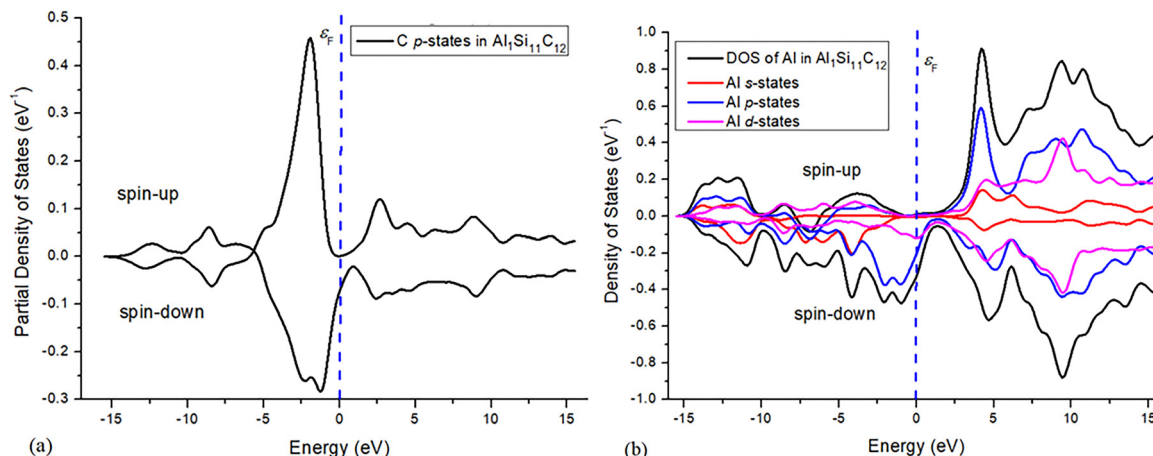 0.5
0.4
0.3
0.2
0.1
0.0
-0.1
-0.2
-0.3
Partial Density of States (eV⁻¹)
εF
C p-states in Al₁Si₁₁C₁₂
spin-up
spin-down
-15
-10
-5
0
5
10
15
Energy (eV)
(a)
1.0
0.8
0.6
0.4
0.2
0.0
-0.2
-0.4
-0.6
-0.8
-1.0
Density of States (eV⁻¹)
DOS of Al in Al₁Si₁₁C₁₂
Al s-states
Al p-states
Al d-states
εF
spin-up
spin-down
-15
-10
-5
0
5
10
15
Energy (eV)
(b)